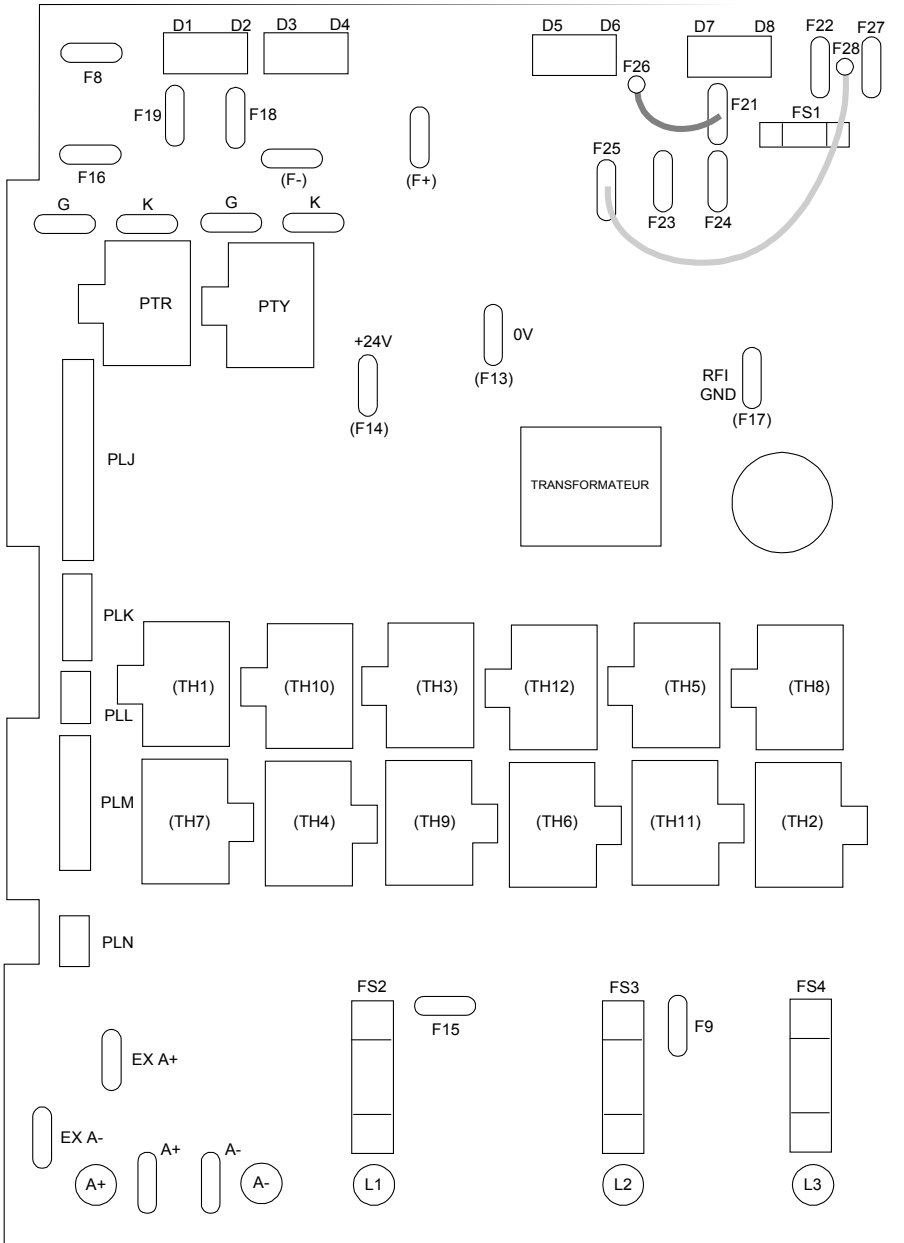 D1 D2 D3 D4 D5 D6 D7 D8 F22 F27
F8 F26 F28
F19 F18 F21 FS1
F16 (F-) (F+) F25
G K G K F23 F24
PTR PTY
+24V 0V
(F13) RFI
GND
(F14) (F17)
PLJ
TRANSFORMATEUR
PLK
(TH1) (TH10) (TH3) (TH12) (TH5) (TH8)
PLL
PLM
(TH7) (TH4) (TH9) (TH6) (TH11) (TH2)
PLN
FS2 FS3 FS4
F15 F9
EX A+
EX A- A+ A-
A+ A- L1 L2 L3